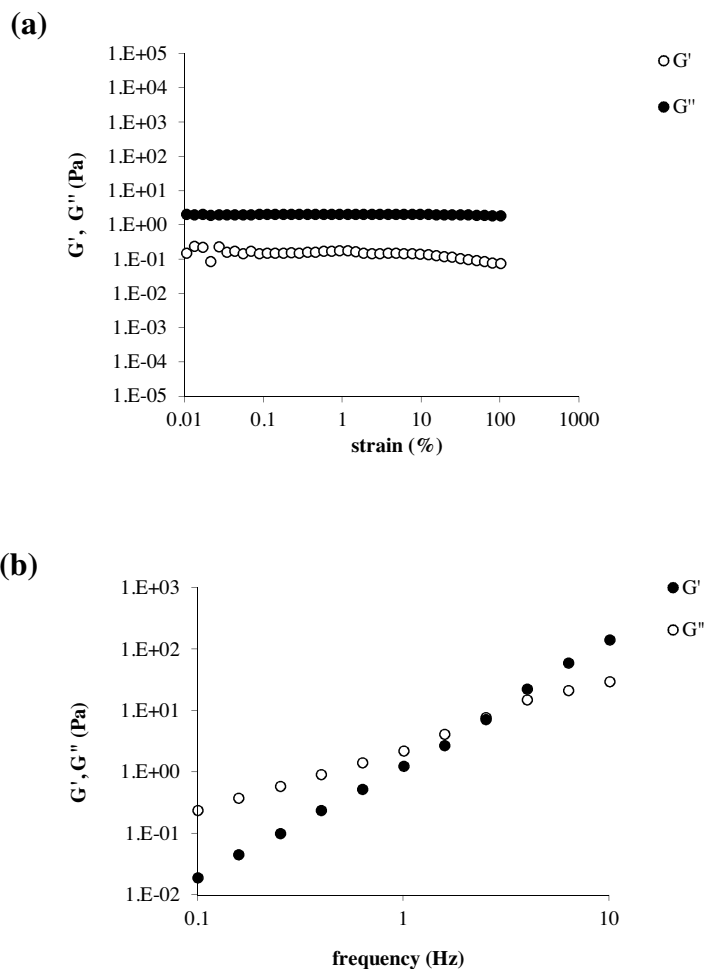 (a)
1.E+05
1.E+04
1.E+03
1.E+02
1.E+01
1.E+00
1.E-01
1.E-02
1.E-03
1.E-04
1.E-05
G', G'' (Pa)
0.01 0.1 1 10 100 1000
strain (%)
G'
G''
(b)
1.E+03
1.E+02
1.E+01
1.E+00
1.E-01
1.E-02
G', G'' (Pa)
0.1 1 10
frequency (Hz)
G'
G"